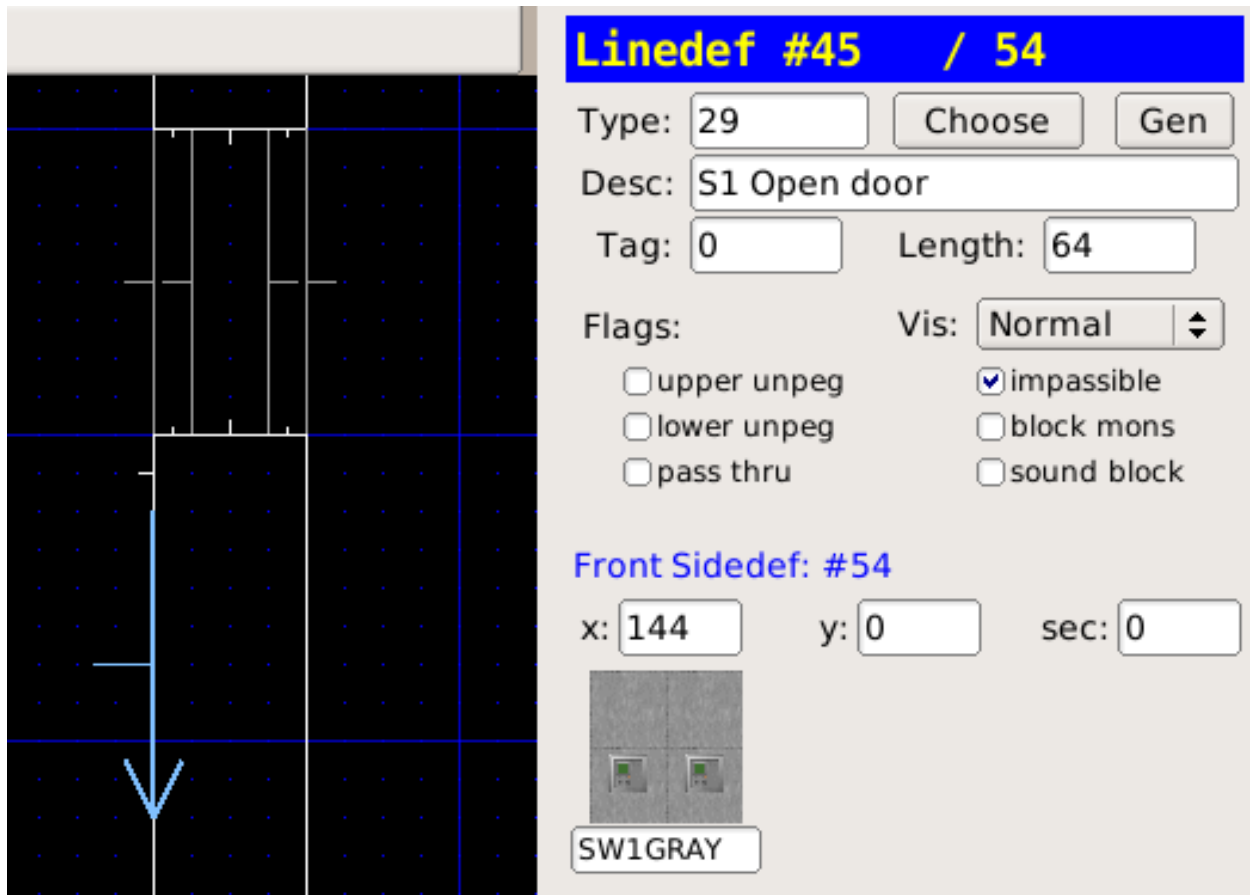 Linedef #45 / 54
Type: 29 Choose Gen
Desc: S1 Open door
Tag: 0 Length: 64
Flags: Vis: Normal
upper unpeg impassible
lower unpeg block mons
pass thru sound block
Front Sidedef: #54
x: 144 y: 0 sec: 0
SW1GRAY